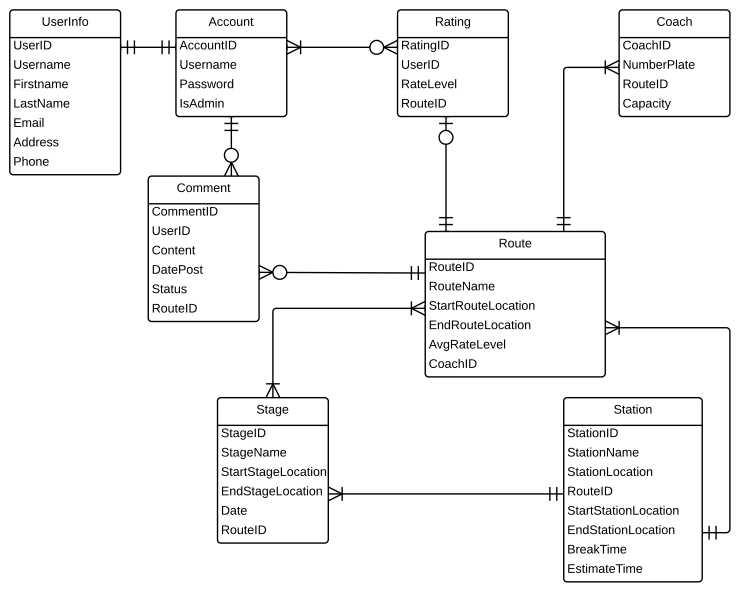 UserInfo
UserID
Username
Firstname
LastName
Email
Address
Phone
Account
AccountID
Username
Password
IsAdmin
Rating
RatingID
UserID
RateLevel
RouteID
Coach
CoachID
NumberPlate
RouteID
Capacity
Comment
CommentID
UserID
Content
DatePost
Status
RouteID
Route
RouteID
RouteName
StartRouteLocation
EndRouteLocation
AvgRateLevel
CoachID
Stage
StageID
StageName
StartStageLocation
EndStageLocation
Date
RouteID
Station
StationID
StationName
StationLocation
RouteID
StartStationLocation
EndStationLocation
BreakTime
EstimateTime